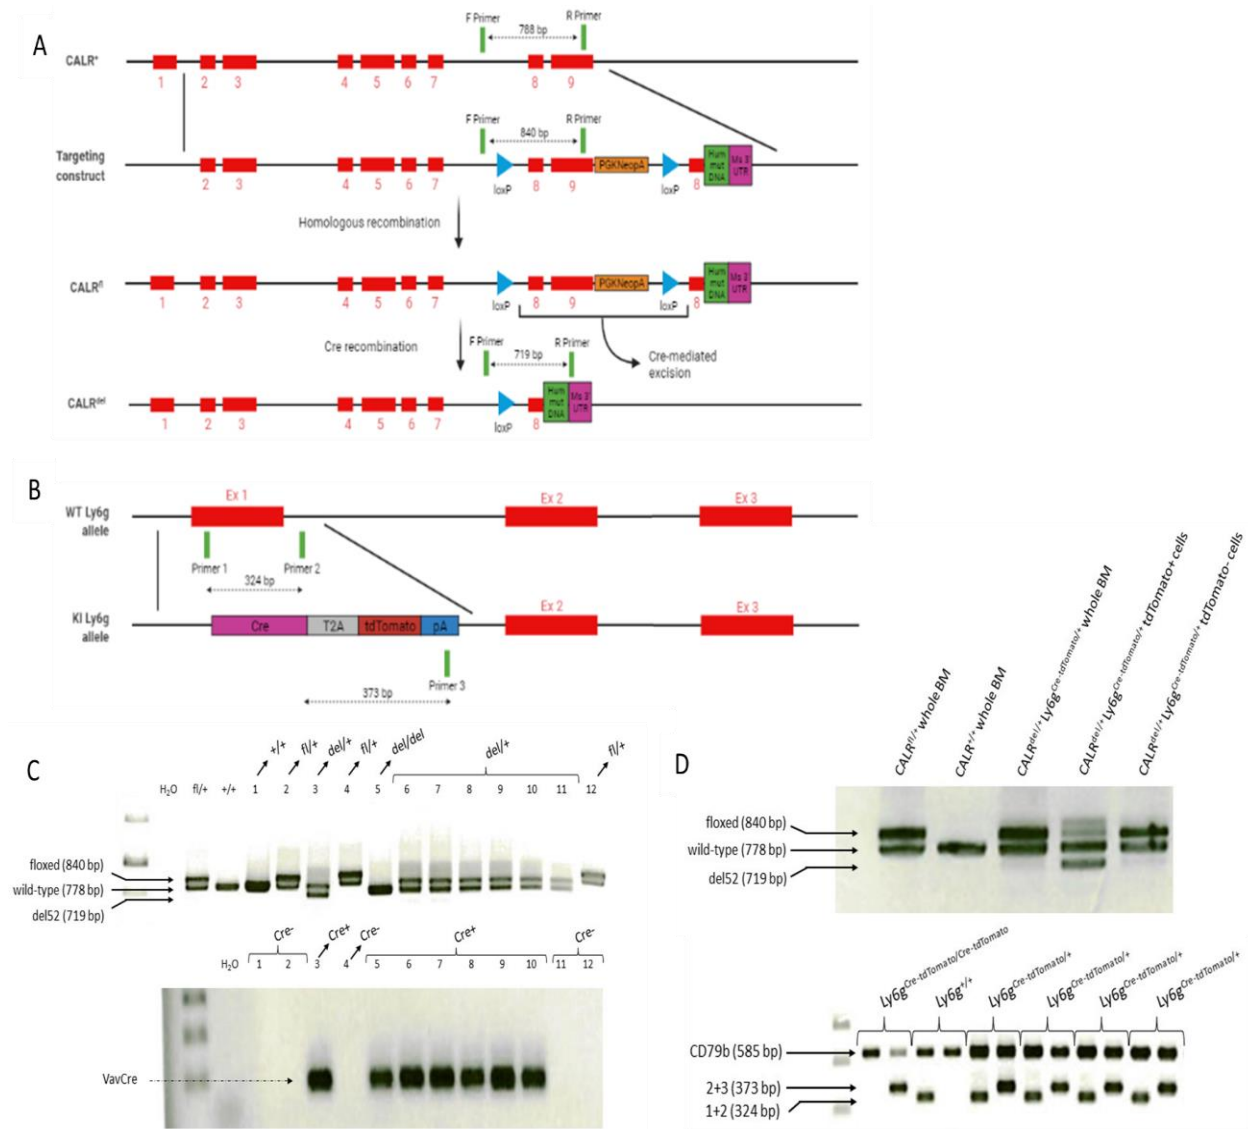 A
F Primer
R Primer
788 bp
CALR⁺
1
2
3
4
5
6
7
8
9
F Primer
R Primer
840 bp
Targeting
construct
Hum
mut
DNA
Ms 3'
UTR
PGKNeopA
2
3
4
5
6
7
loxP
8
9
loxP
8
Homologous recombination
CALRᶠˡ
PGKNeopA
Hum
mut
DNA
Ms 3'
UTR
1
2
3
4
5
6
7
loxP
8
9
loxP
8
Cre recombination
F Primer
R Primer
719 bp
Cre-mediated
excision
CALRᵈᵉˡ
Hum
mut
DNA
Ms 3'
UTR
1
2
3
4
5
6
7
loxP
8
B
Ex 1
Ex 2
Ex 3
WT Ly6g
allele
Primer 1
Primer 2
324 bp
KI Ly6g
allele
Cre
T2A
tdTomato
pA
Ex 2
Ex 3
Primer 3
373 bp
C
+/+
fl/+
del/+
fl/+
del/del
del/+
fl/+
H₂O
fl/+
+/+
1
2
3
4
5
6
7
8
9
10
11
12
floxed (840 bp)
wild-type (778 bp)
del52 (719 bp)
Cre-
Cre+
Cre-
Cre+
Cre-
H₂O
1
2
3
4
5
6
7
8
9
10
11
12
VavCre
D
CALRᶠˡ/⁺ whole BM
CALR⁺/⁺ whole BM
CALRᵈᵉˡ/⁺ Ly6gCre-tdTomato/+ whole BM
CALRᵈᵉˡ/⁺ Ly6gCre-tdTomato/+ tdTomato+ cells
CALRᵈᵉˡ/⁺ Ly6gCre-tdTomato/+ tdTomato- cells
floxed (840 bp)
wild-type (778 bp)
del52 (719 bp)
Ly6gCre-tdTomato/Cre-tdTomato
Ly6g+/+
Ly6gCre-tdTomato/+
Ly6gCre-tdTomato/+
Ly6gCre-tdTomato/+
Ly6gCre-tdTomato/+
CD79b (585 bp)
2+3 (373 bp)
1+2 (324 bp)